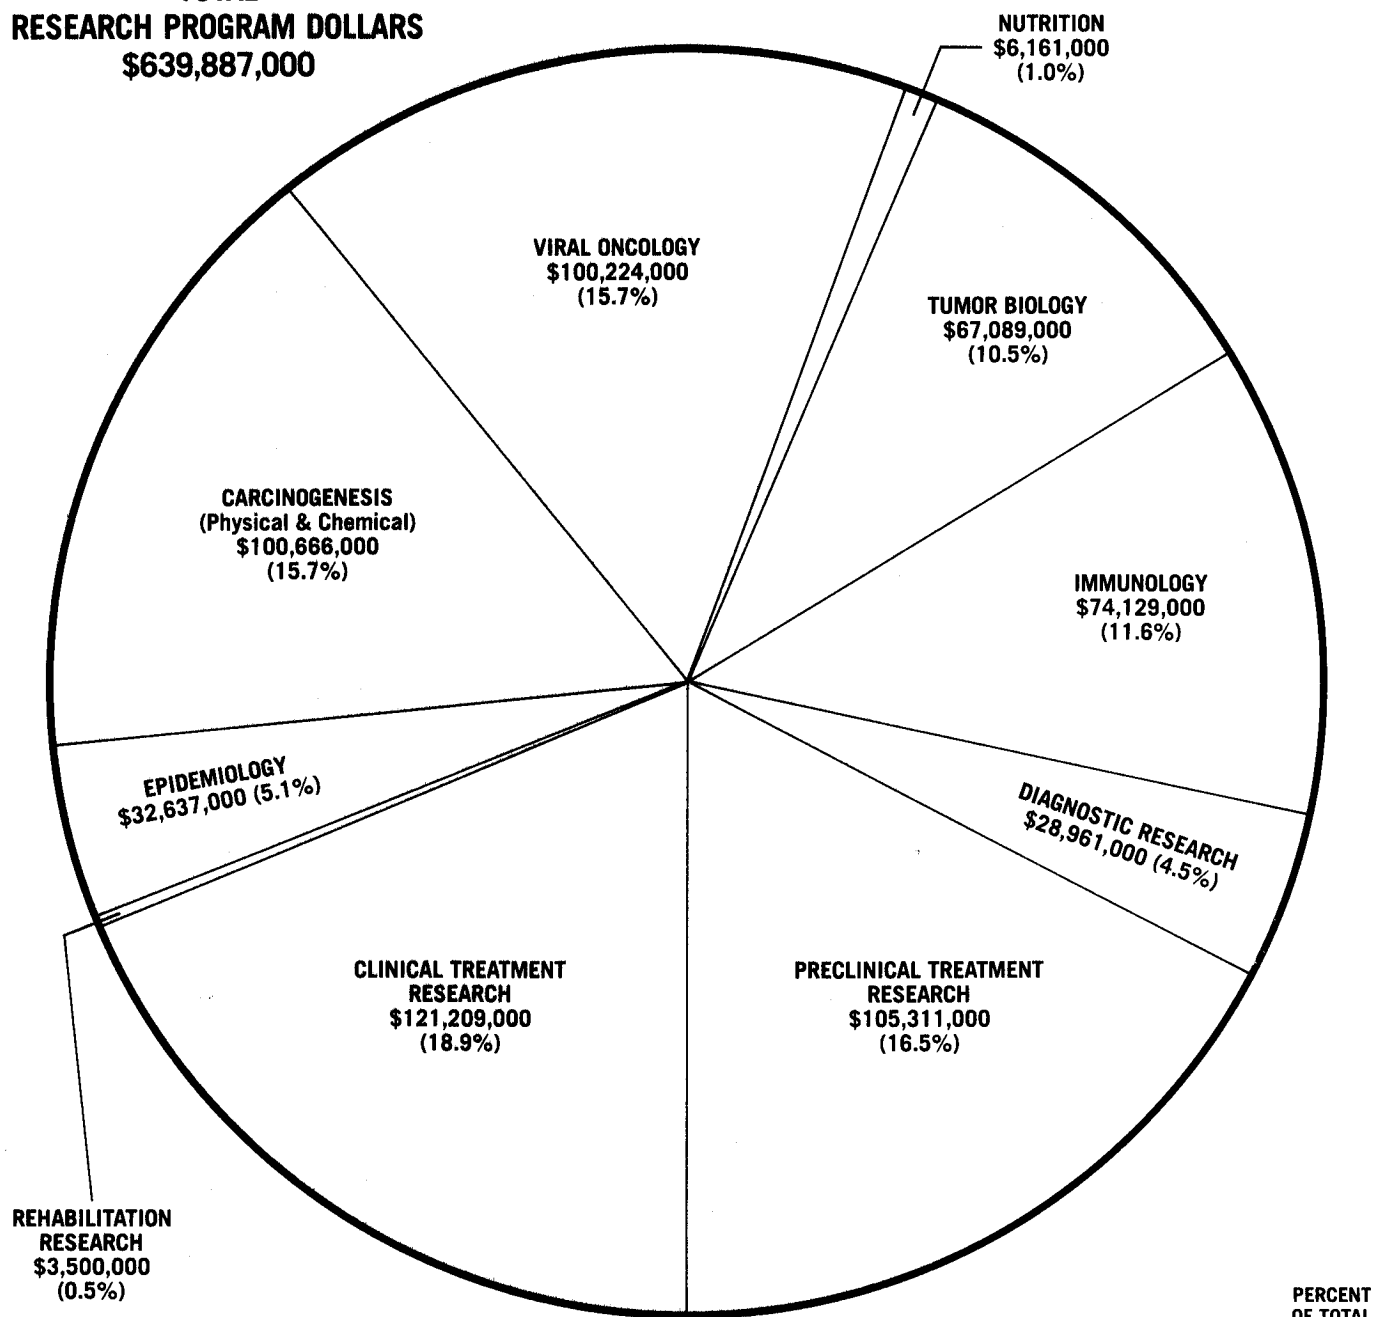 RESEARCH PROGRAM DOLLARS
$639,887,000
NUTRITION
$6,161,000
(1.0%)
VIRAL ONCOLOGY
$100,224,000
(15.7%)
TUMOR BIOLOGY
$67,089,000
(10.5%)
CARCINOGENESIS
(Physical & Chemical)
$100,666,000
(15.7%)
IMMUNOLOGY
$74,129,000
(11.6%)
EPIDEMIOLOGY
$32,637,000 (5.1%)
DIAGNOSTIC RESEARCH
$28,961,000 (4.5%)
CLINICAL TREATMENT
RESEARCH
$121,209,000
(18.9%)
PRECLINICAL TREATMENT
RESEARCH
$105,311,000
(16.5%)
REHABILITATION
RESEARCH
$3,500,000
(0.5%)
PERCENT
OF TOTAL